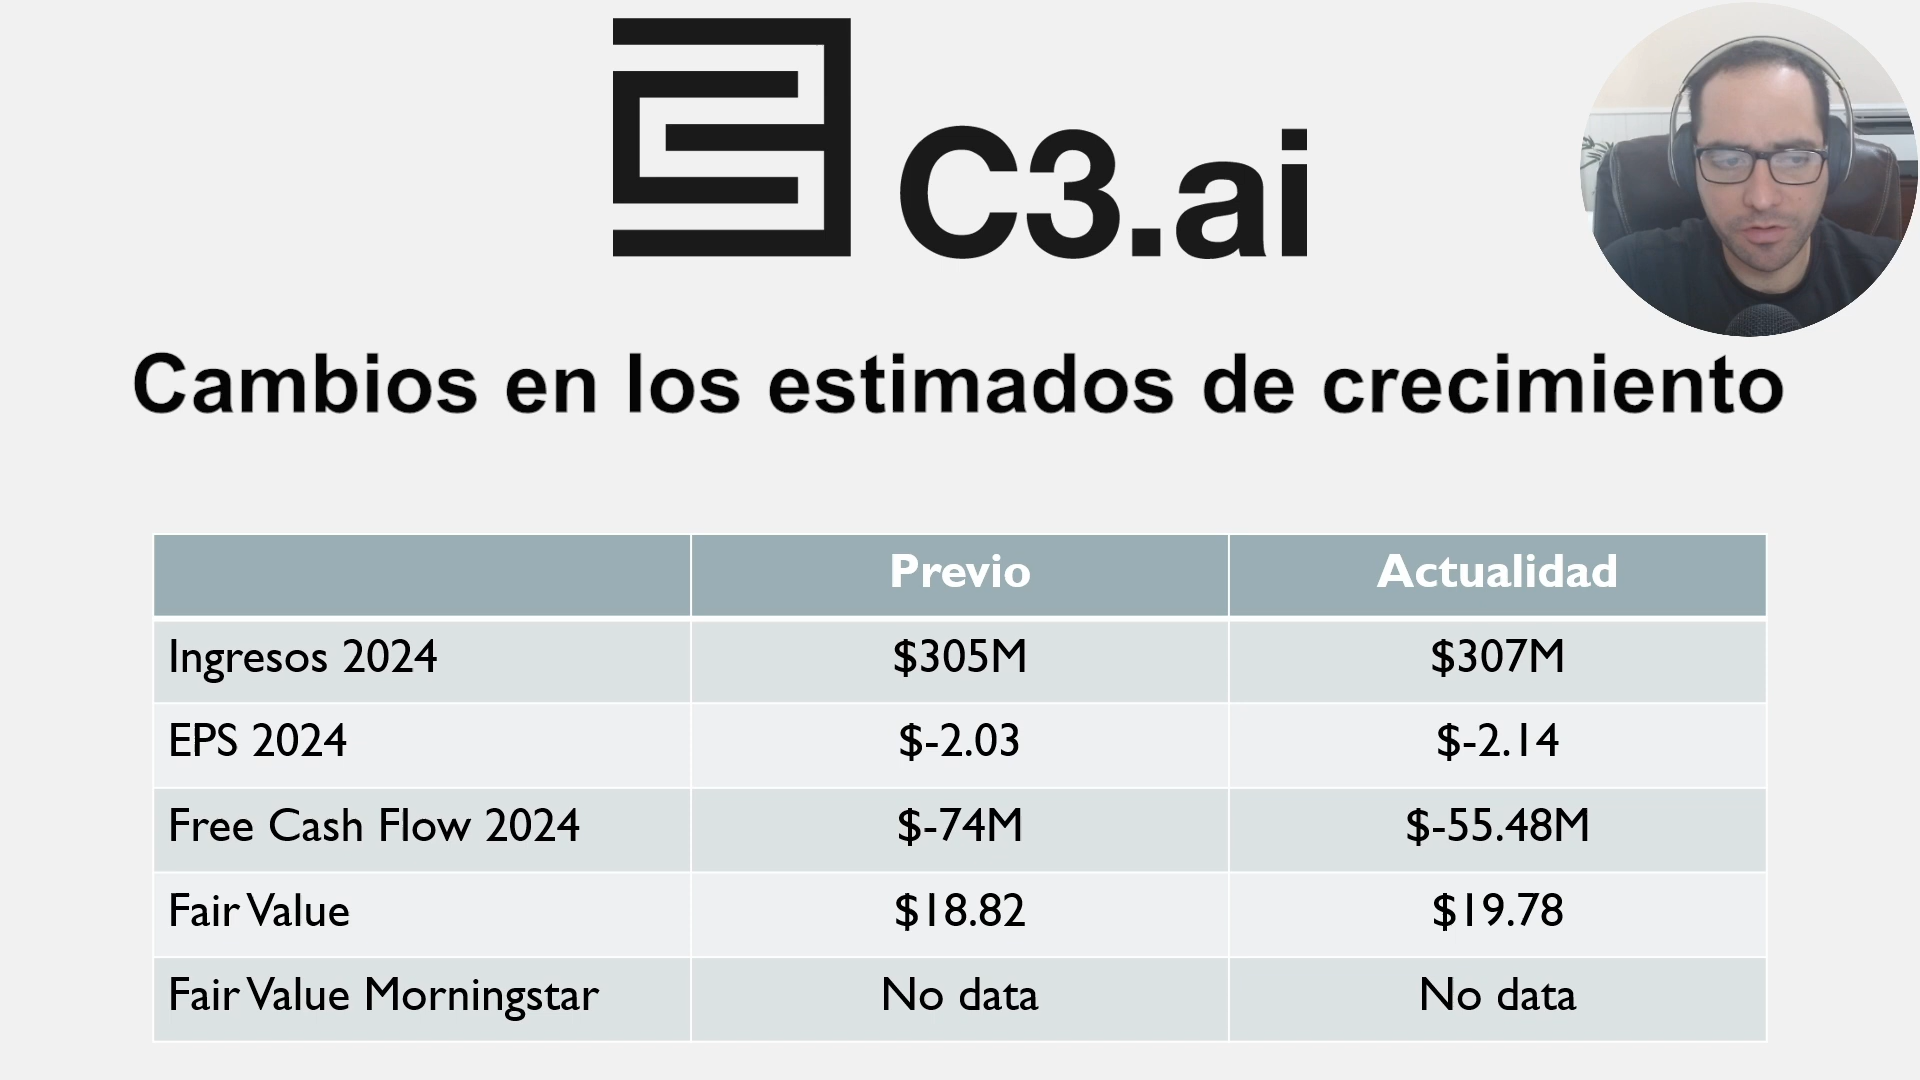 C3.ai
Cambios en los estimados de crecimiento
Previo Actualidad
Ingresos 2024 $305M $307M
EPS 2024 $-2.03 $-2.14
Free Cash Flow 2024 $-74M $-55.48M
Fair Value $18.82 $19.78
Fair Value Morningstar No data No data